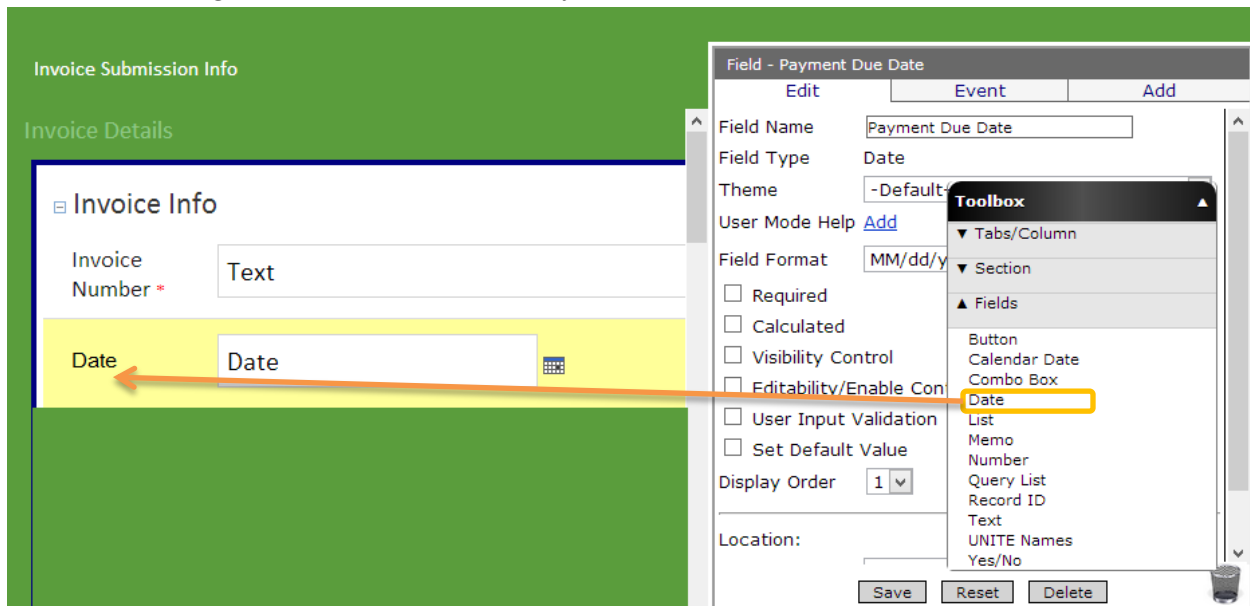 Invoice Submission Info
Invoice Details
Invoice Info
Invoice
Number *
Text
Date
Date
Field - Payment Due Date
Edit Event Add
Field Name Payment Due Date
Field Type Date
Theme -Default-
User Mode Help Add
Field Format MM/dd/y
Required
Calculated
Visibility Control
Editability/Enable Con
User Input Validation
Set Default Value
Display Order 1
Location:
Save Reset Delete
Toolbox
Tabs/Column
Section
Fields
Button
Calendar Date
Combo Box
Date
List
Memo
Number
Query List
Record ID
Text
UNITE Names
Yes/No